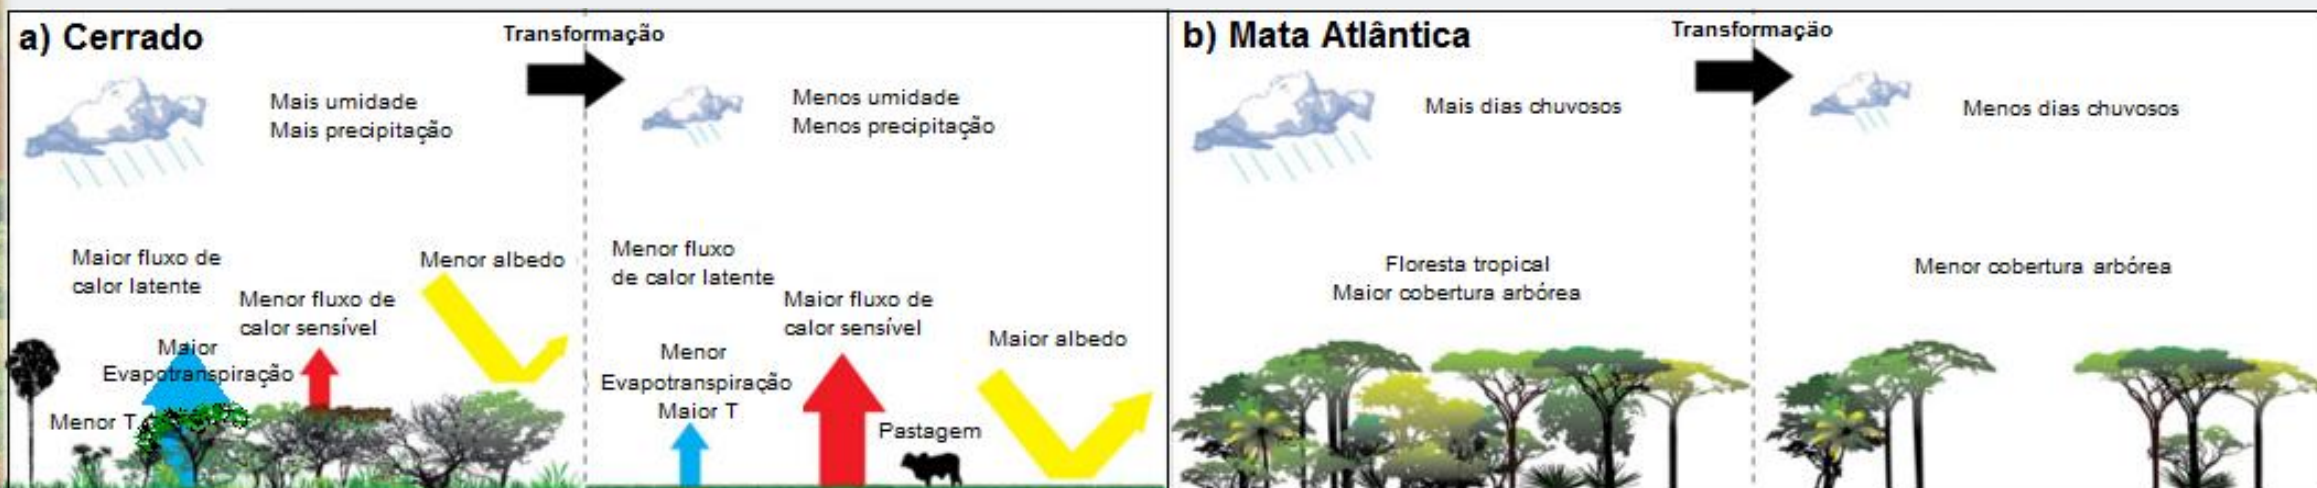 a) Cerrado
Transformação
Mais umidade
Mais precipitação
Menos umidade
Menos precipitação
Maior fluxo de
calor latente
Menor fluxo de
calor sensível
Menor albedo
Maior
Evapotranspiração
Menor T
Menor fluxo
de calor latente
Maior fluxo de
calor sensível
Maior albedo
Menor
Evapotranspiração
Maior T
Pastagem
b) Mata Atlântica
Transformação
Mais dias chuvosos
Menos dias chuvosos
Floresta tropical
Maior cobertura arbórea
Menor cobertura arbórea